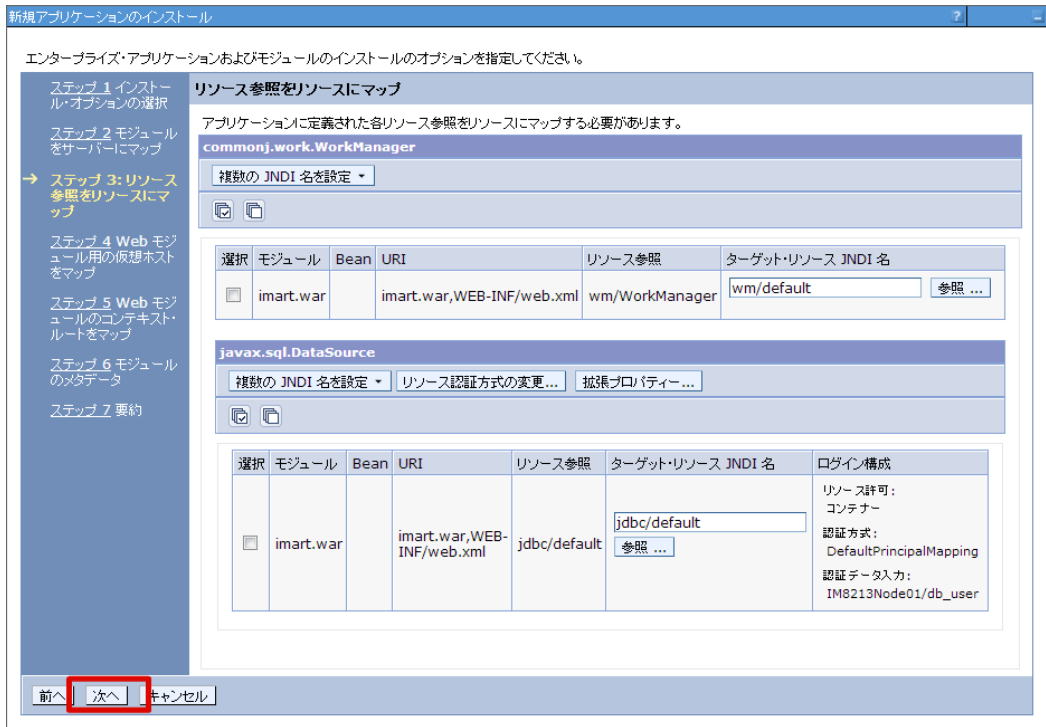 新規アプリケーションのインストール
?
エンタープライズ・アプリケーションおよびモジュールのインストールのオプションを指定してください。
ステップ 1 インストー
ル・オプションの選択
ステップ 2 モジュール
をサーバーにマップ
→ ステップ 3: リソース
参照をリソースにマ
ップ
ステップ 4 Web モジ
ュール用の仮想ホスト
をマップ
ステップ 5 Web モジ
ュールのコンテキスト・
ルートをマップ
ステップ 6 モジュール
のメタデータ
ステップ 7 要約
リソース参照をリソースにマップ
アプリケーションに定義された各リソース参照をリソースにマップする必要があります。
commonj.work.WorkManager
複数の JNDI 名を設定
選択 モジュール Bean URI リソース参照 ターゲット・リソース JNDI 名
imart.war imart.war,WEB-INF/web.xml wm/WorkManager wm/default 参照 ...
javax.sql.DataSource
複数の JNDI 名を設定 リソース認証方式の変更... 拡張プロパティー...
選択 モジュール Bean URI リソース参照 ターゲット・リソース JNDI 名 ログイン構成
imart.war
imart.war,WEB-
INF/web.xml
jdbc/default
jdbc/default
参照 ...
リソース許可:
コンテナー
認証方式:
DefaultPrincipalMapping
認証データ入力:
IM8213Node01/db_user
前へ 次へ キャンセル